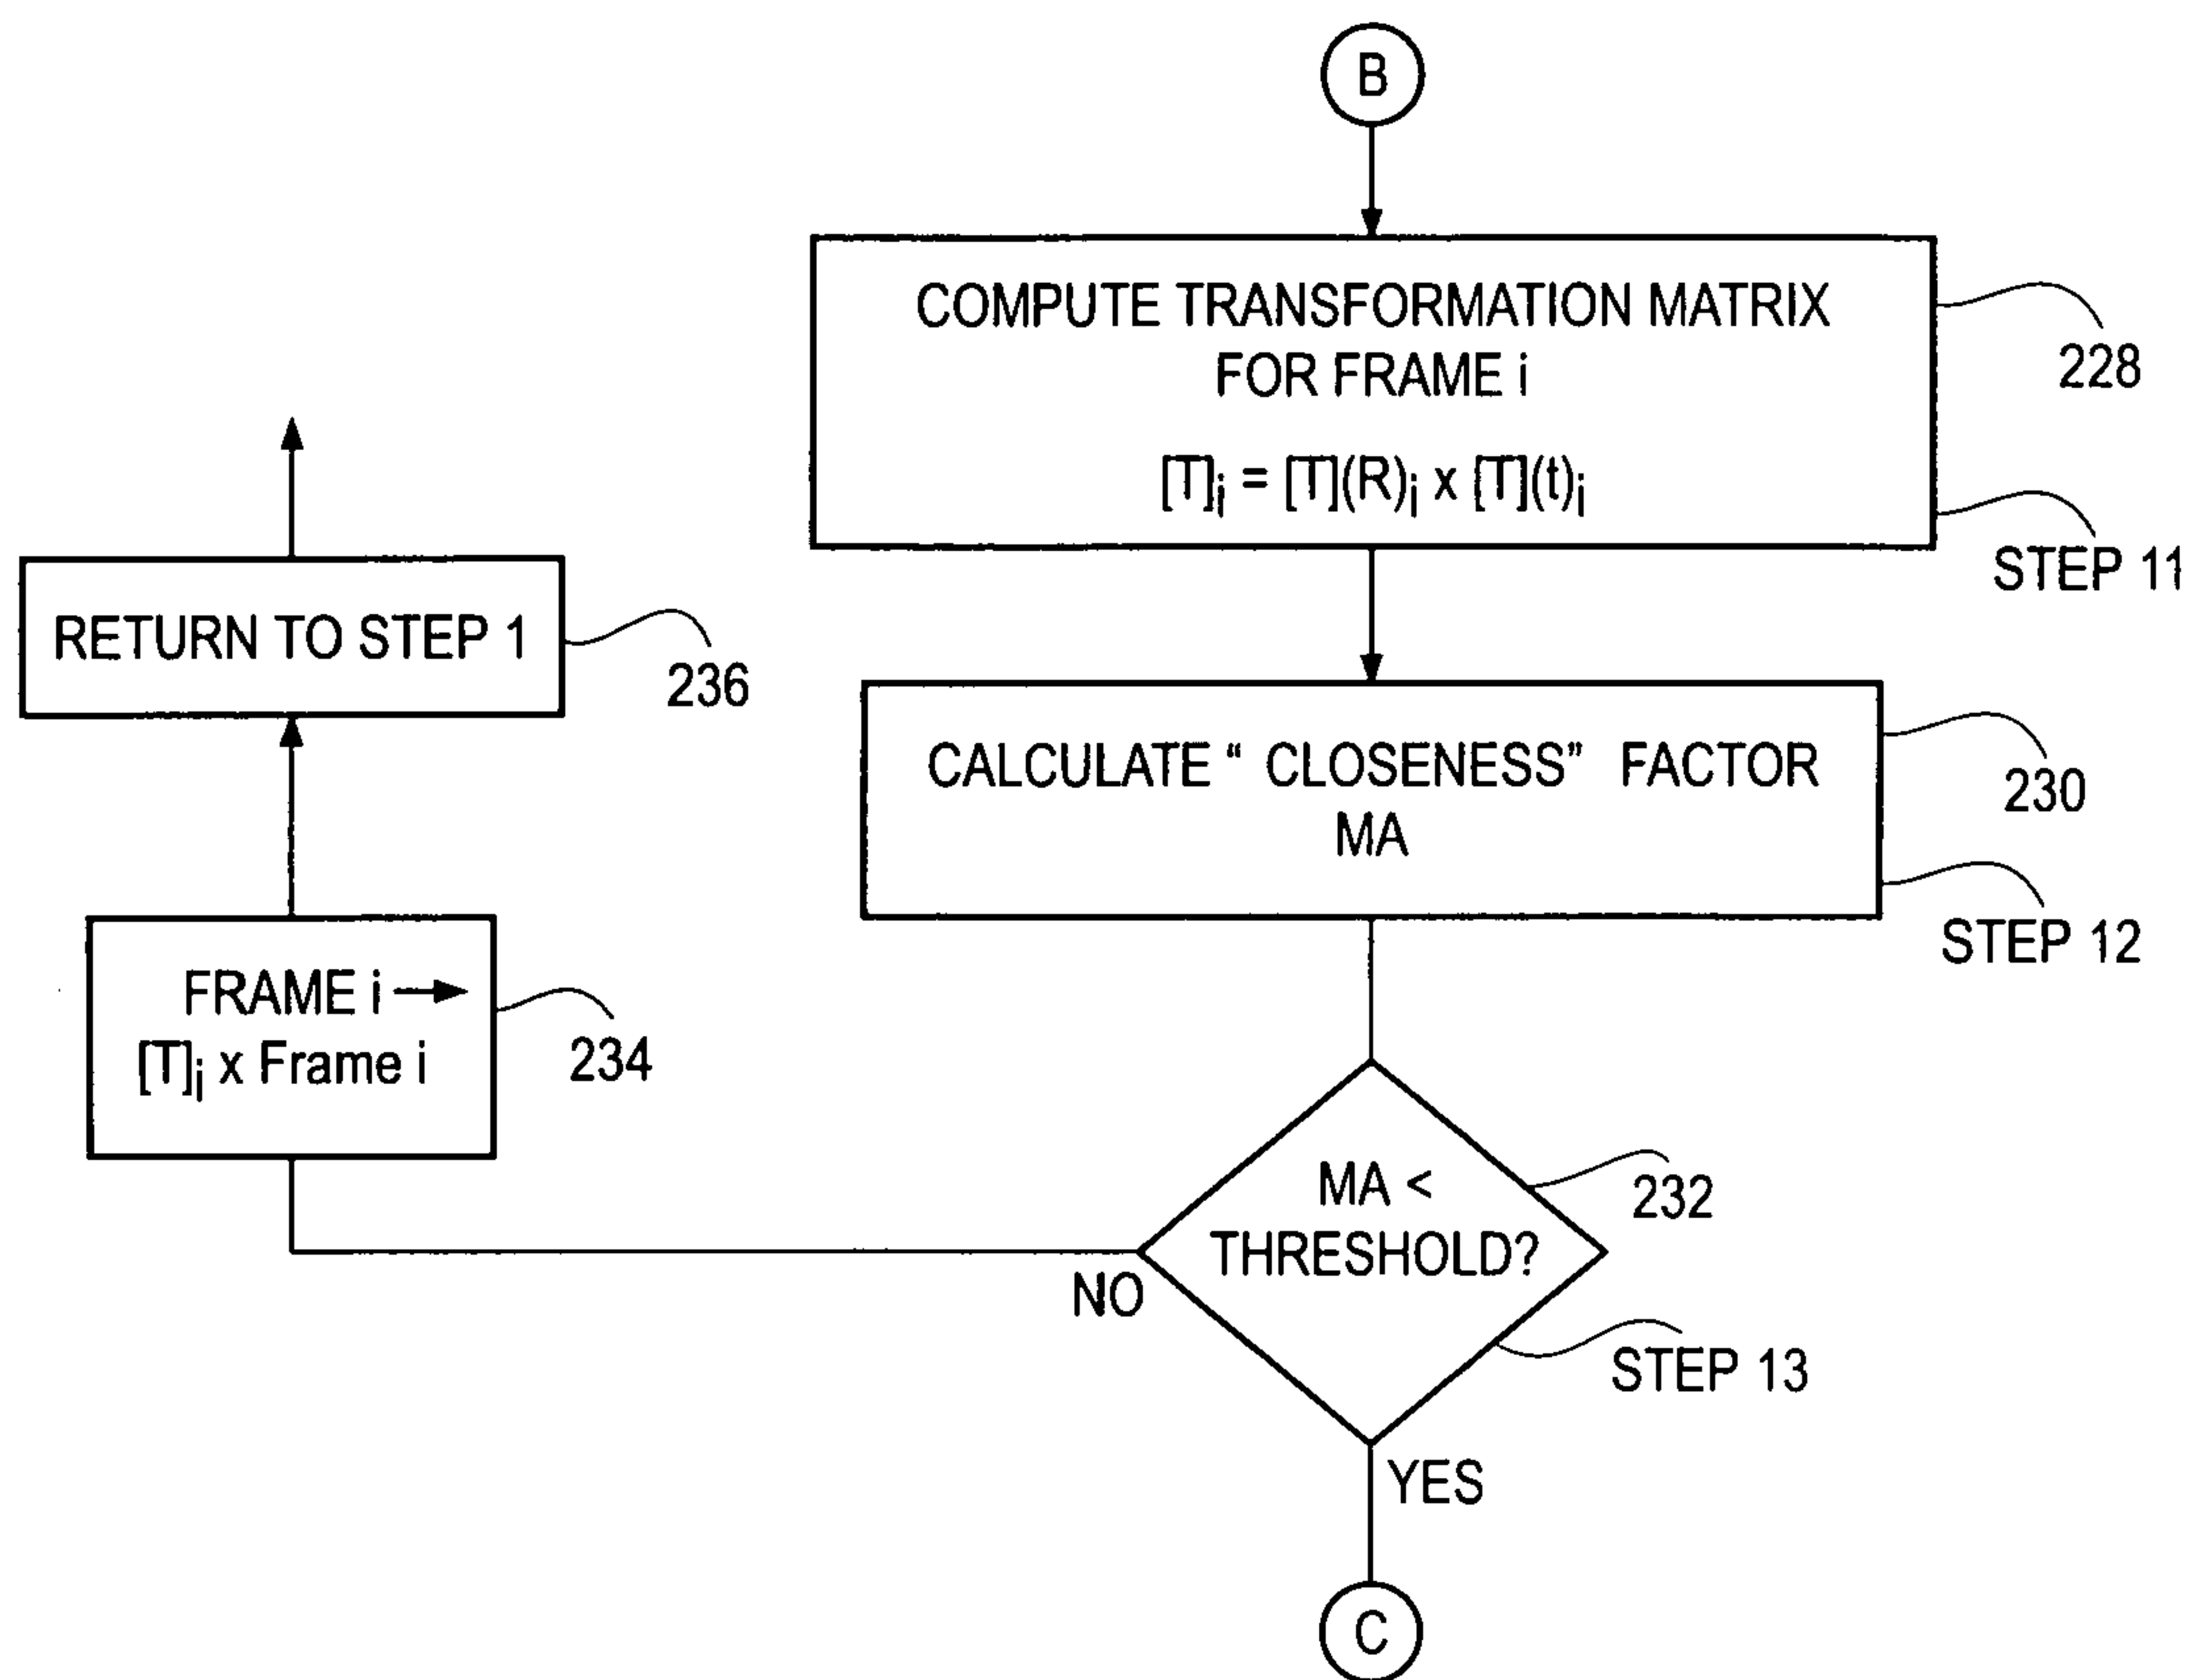 B
COMPUTE TRANSFORMATION MATRIX
FOR FRAME i
[T]i = [T](R)i x [T](t)i
228
STEP 11
RETURN TO STEP 1
236
CALCULATE “ CLOSENESS” FACTOR
MA
230
STEP 12
FRAME i →
[T]i x Frame i
234
MA <
THRESHOLD?
232
NO
STEP 13
YES
C